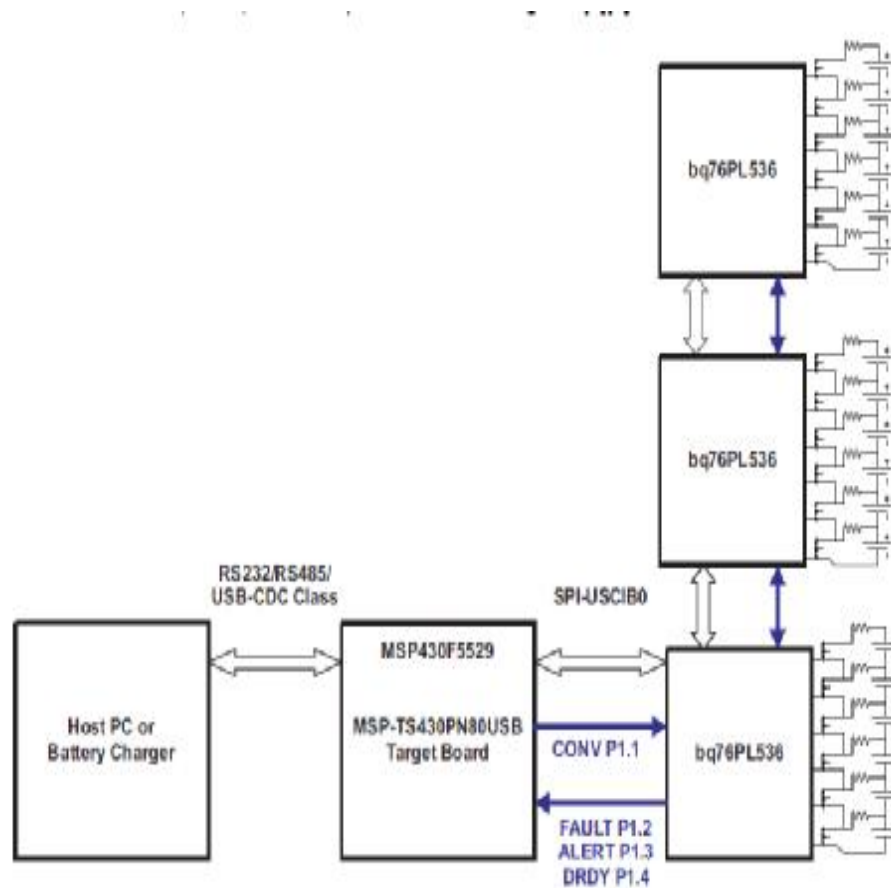 bq76PL536
bq76PL536
RS232/RS485/
USB-CDC Class
SPI-USCIB0
MSP430F5529
Host PC or
Battery Charger
MSP-TS430PN80USB
Target Board
CONV P1.1
bq76PL536
FAULT P1.2
ALERT P1.3
DRDY P1.4